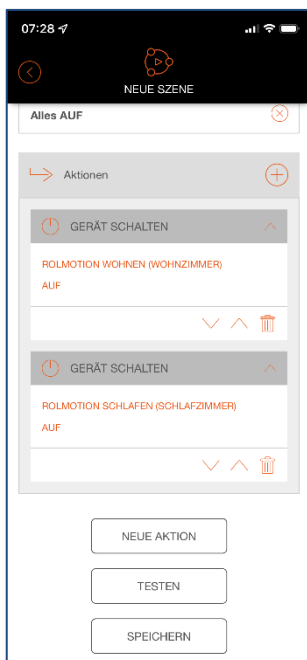 07:28
NEUE SZENE
Alles AUF
Aktionen
GERÄT SCHALTEN
ROLMOTION WOHNEN (WOHNZIMMER)
AUF
GERÄT SCHALTEN
ROLMOTION SCHLAFEN (SCHLAFZIMMER)
AUF
NEUE AKTION
TESTEN
SPEICHERN